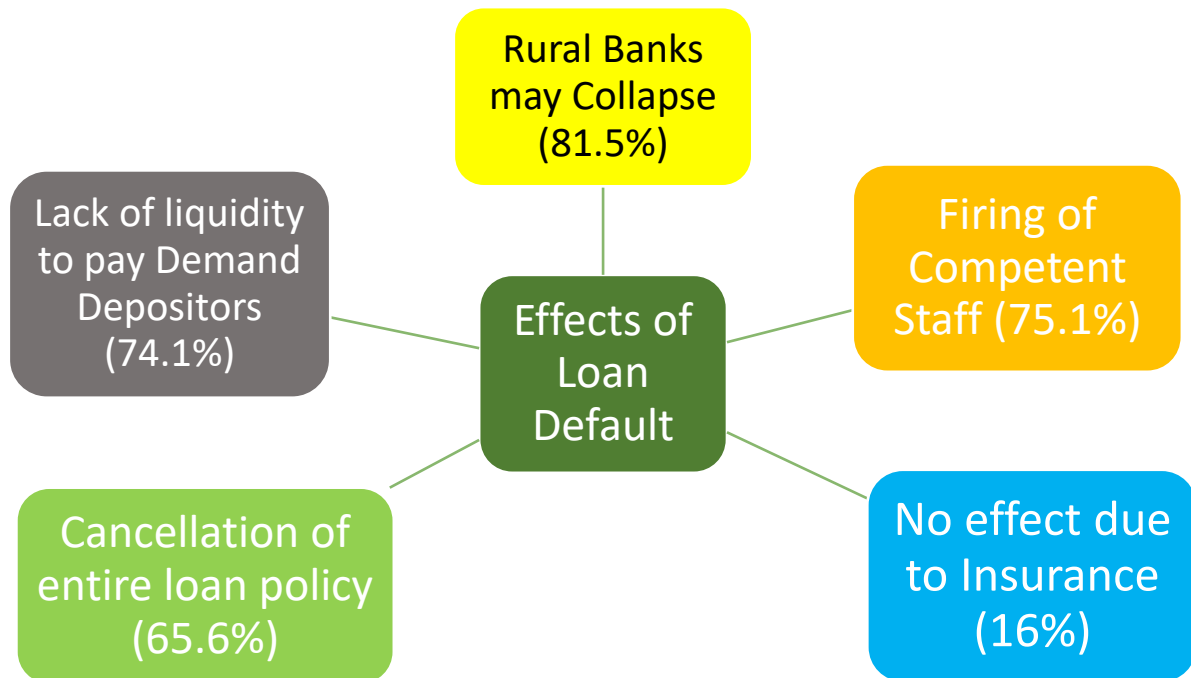 Rural Banks
may Collapse
(81.5%)
Lack of liquidity
to pay Demand
Depositors
(74.1%)
Firing of
Competent
Staff (75.1%)
Effects of
Loan
Default
Cancellation of
entire loan policy
(65.6%)
No effect due
to Insurance
(16%)